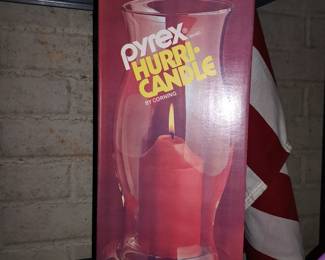 pyrex
HURRI-
CANDLE
BY CORNING